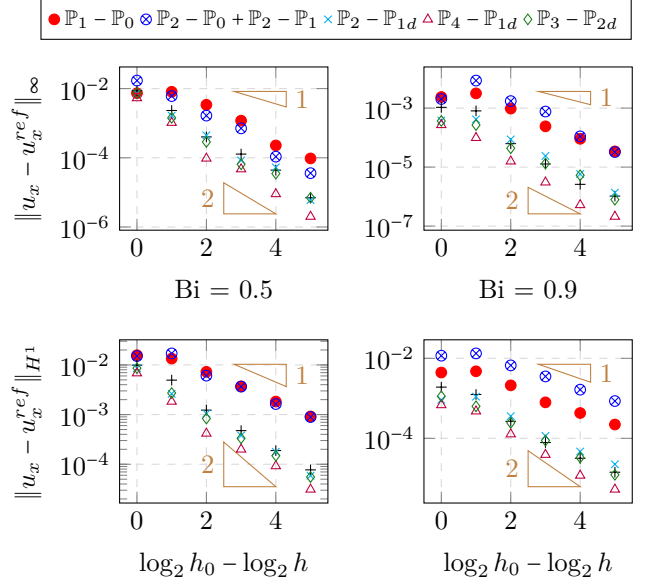 ℙ₁ − ℙ₀ ℙ₂ − ℙ₀ + ℙ₂ − ℙ₁ ℙ₂ − ℙ₁d ℙ₄ − ℙ₁d ℙ₃ − ℙ₂d
‖uₓ − uₓ^{ref}‖_∞
10⁻²
10⁻⁴
10⁻⁶
1
2
0 2 4
Bi = 0.5
10⁻³
10⁻⁵
10⁻⁷
1
2
0 2 4
Bi = 0.9
‖uₓ − uₓ^{ref}‖_{H¹}
10⁻²
10⁻³
10⁻⁴
1
2
0 2 4
log₂ h₀ − log₂ h
10⁻²
10⁻⁴
1
2
0 2 4
log₂ h₀ − log₂ h